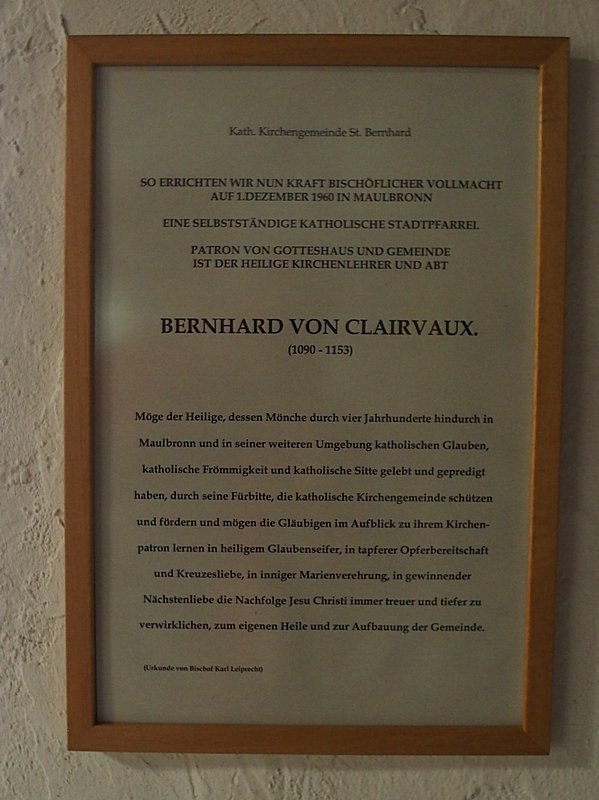 Kath. Kirchengemeinde St. Bernhard
SO ERRICHTEN WIR NUN KRAFT BISCHÖFLICHER VOLLMACHT
AUF 1.DEZEMBER 1960 IN MAULBRONN
EINE SELBSTSTÄNDIGE KATHOLISCHE STADTPFARREI.
PATRON VON GOTTESHAUS UND GEMEINDE
IST DER HEILIGE KIRCHENLEHRER UND ABT
BERNHARD VON CLAIRVAUX.
(1090 - 1153)
Möge der Heilige, dessen Mönche durch vier Jahrhunderte hindurch in
Maulbronn und in seiner weiteren Umgebung katholischen Glauben,
katholische Frömmigkeit und katholische Sitte gelebt und gepredigt
haben, durch seine Fürbitte, die katholische Kirchengemeinde schützen
und fördern und mögen die Gläubigen im Aufblick zu ihrem Kirchen-
patron lernen in heiligem Glaubenseifer, in tapferer Opferbereitschaft
und Kreuzesliebe, in inniger Marienverehrung, in gewinnender
Nächstenliebe die Nachfolge Jesu Christi immer treuer und tiefer zu
verwirklichen, zum eigenen Heile und zur Aufbauung der Gemeinde.
(Urkunde von Bischof Karl Leiprecht)